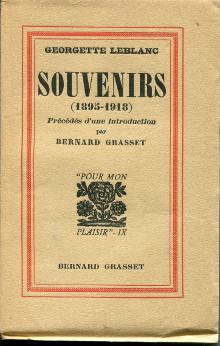 GEORGETTE LEBLANC
SOUVENIRS
(1895-1918)
Précédés d'une introduction
par
BERNARD GRASSET
"POUR MON
PLAISIR"-IX
BERNARD GRASSET